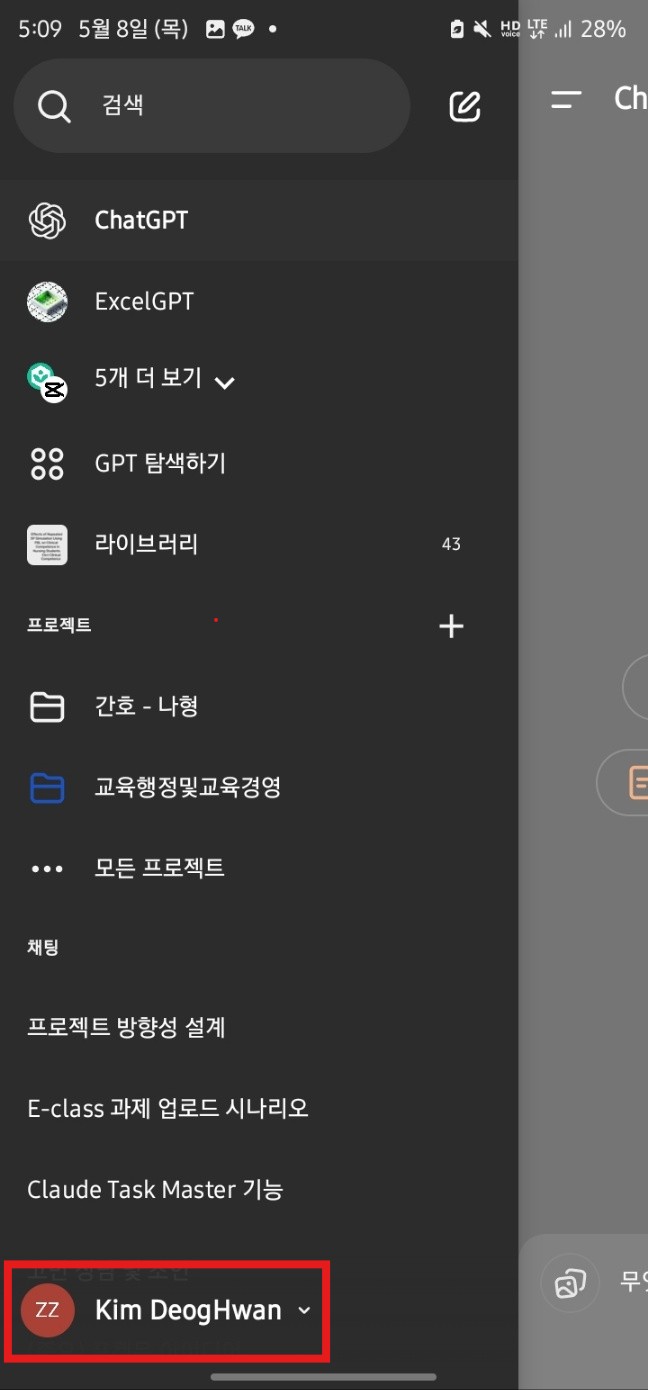 5:09 5월 8일 (목) TALK HD voice LTE 28%
검색
Ch
ChatGPT
ExcelGPT
5개 더 보기
GPT 탐색하기
라이브러리 43
프로젝트
간호 - 나형
교육행정및교육경영
모든 프로젝트
채팅
프로젝트 방향성 설계
E-class 과제 업로드 시나리오
Claude Task Master 기능
ZZ Kim DeogHwan
무엇